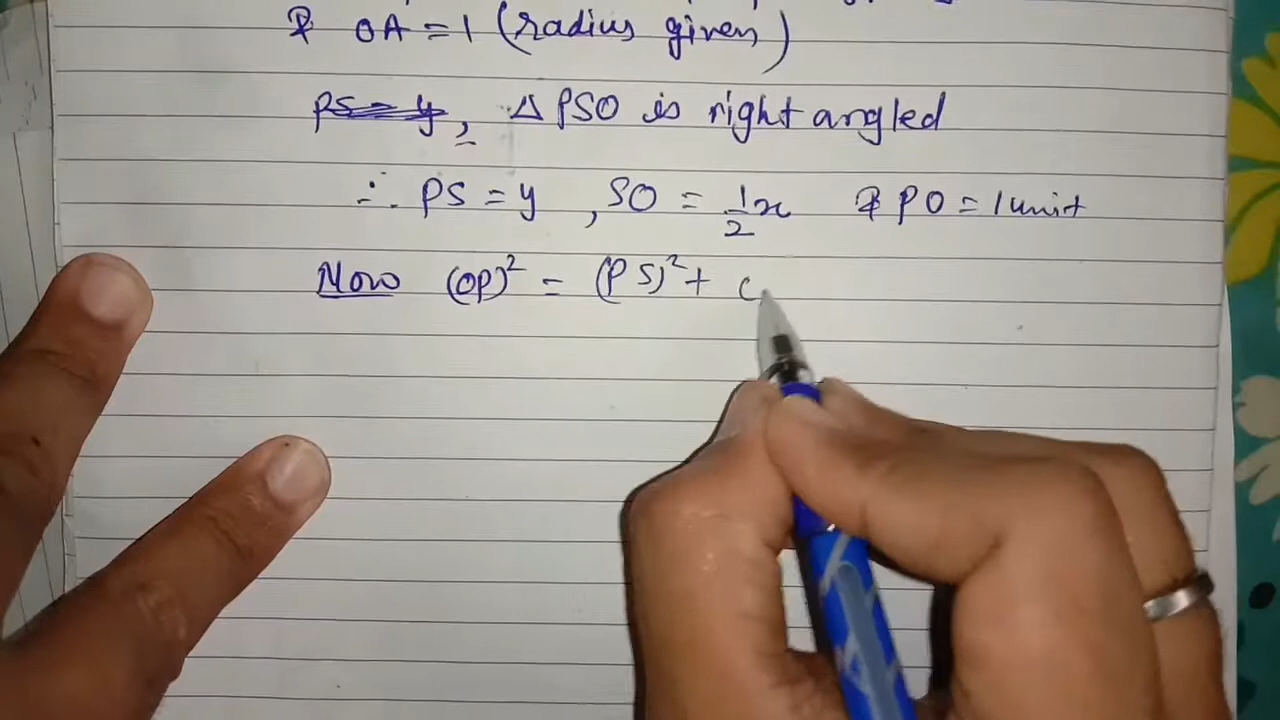 & OA = 1 (radius given)
PS = y, △ PSO is right angled
∴ PS = y , SO = 1/2 x & PO = 1 unit
Now (OP)² = (PS)² + (